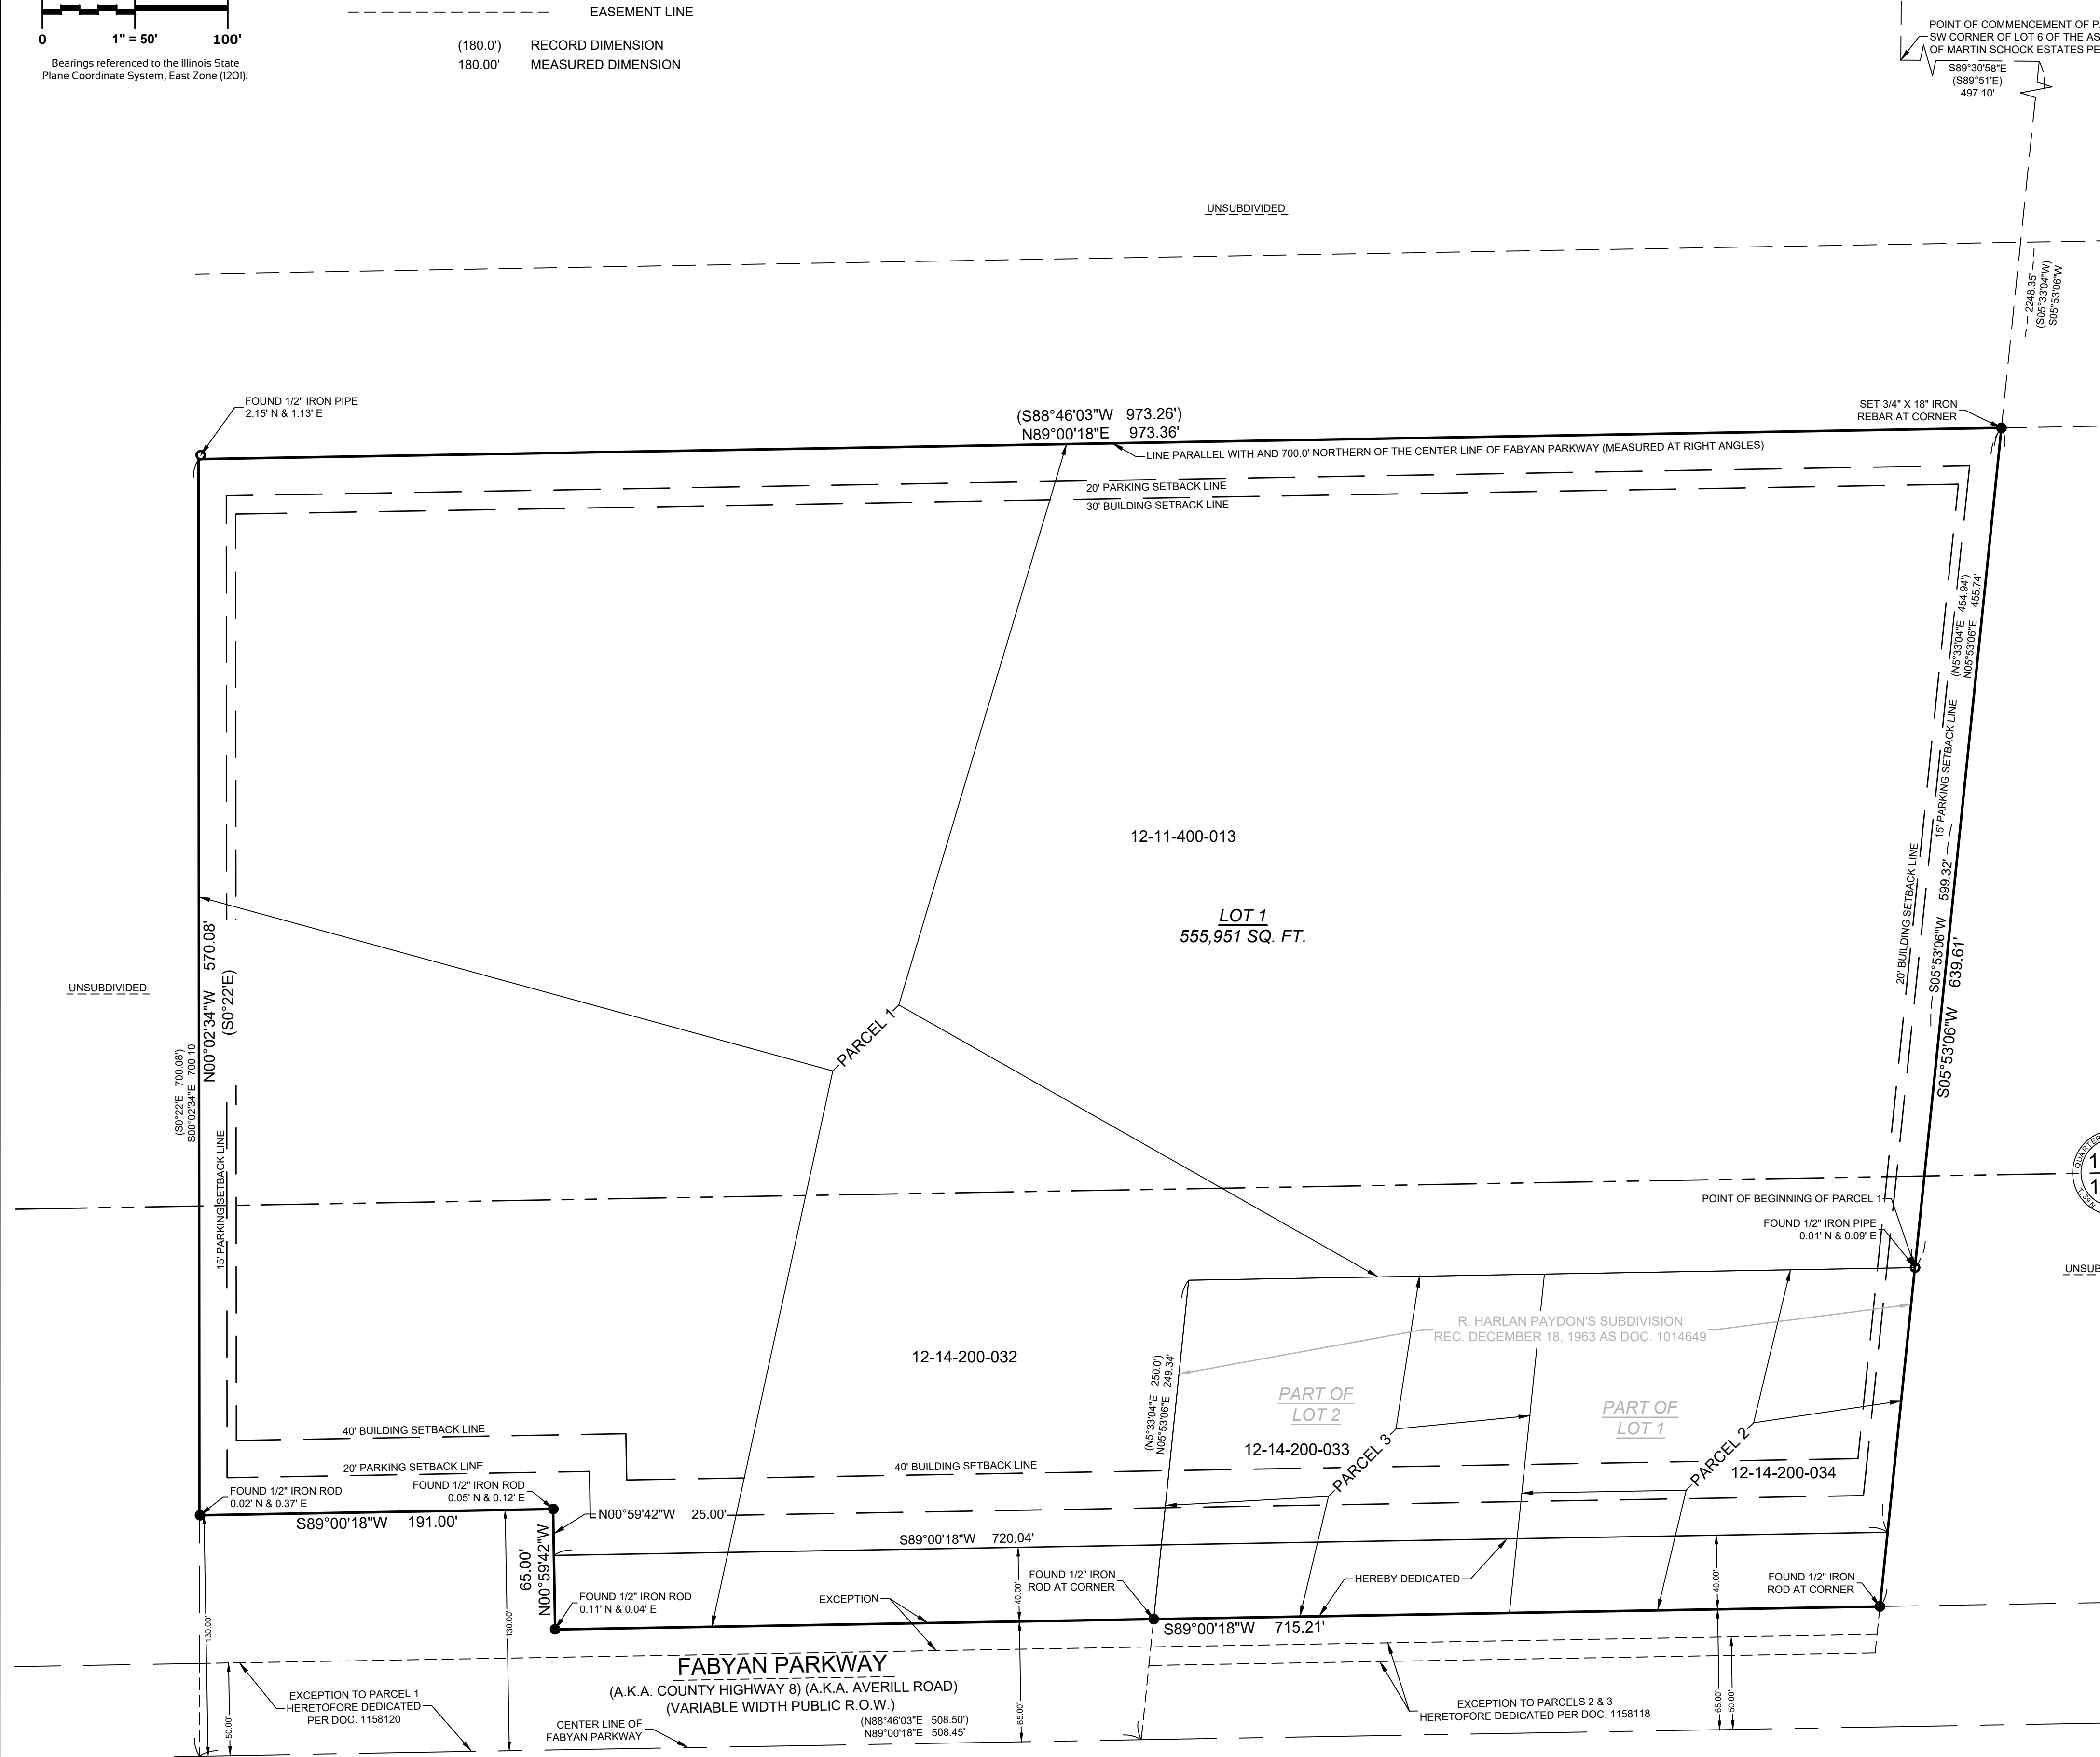 0 1" = 50' 100'
Bearings referenced to the Illinois State
Plane Coordinate System, East Zone (1201).
EASEMENT LINE
(180.0') RECORD DIMENSION
180.00' MEASURED DIMENSION
POINT OF COMMENCEMENT OF
SW CORNER OF LOT 6 OF THE
OF MARTIN SCHOCK ESTATES
S89°30'58"E
(S89°51'E)
497.10'
UNSUBDIVIDED
2248.35'
(S05°33'04"W)
S05°53'06"W
FOUND 1/2" IRON PIPE
2.15' N & 1.13' E
(S88°46'03"W 973.26')
N89°00'18"E 973.36'
SET 3/4" X 18" IRON
REBAR AT CORNER
LINE PARALLEL WITH AND 700.0' NORTHERN OF THE CENTER LINE OF FABYAN PARKWAY (MEASURED AT RIGHT ANGLES)
20' PARKING SETBACK LINE
30' BUILDING SETBACK LINE
(N5°33'04"E 454.94')
N05°53'06"E 455.74'
15' PARKING SETBACK LINE
20' BUILDING SETBACK LINE
S05°53'06"W 599.32'
S05°53'06"W 639.61'
12-11-400-013
LOT 1
555,951 SQ. FT.
UNSUBDIVIDED
N00°02'34"W 570.08'
(S0°22'E)
(S0°22'E 700.08')
S00°02'34"E 700.10'
PARCEL 1
15' PARKING SETBACK LINE
QUARTER
1
1
T.39N.
POINT OF BEGINNING OF PARCEL 1
FOUND 1/2" IRON PIPE
0.01' N & 0.09' E
UNSUB
R. HARLAN PAYDON'S SUBDIVISION
REC. DECEMBER 18, 1963 AS DOC. 1014649
12-14-200-032
(N5°33'04"E 250.0')
N05°53'06"E 249.34'
PART OF
LOT 2
PART OF
LOT 1
12-14-200-033
PARCEL 3
PARCEL 2
12-14-200-034
40' BUILDING SETBACK LINE
20' PARKING SETBACK LINE
40' BUILDING SETBACK LINE
FOUND 1/2" IRON ROD
0.02' N & 0.37' E
FOUND 1/2" IRON ROD
0.05' N & 0.12' E
S89°00'18"W 191.00'
N00°59'42"W 25.00'
65.00'
N00°59'42"W
S89°00'18"W 720.04'
FOUND 1/2" IRON ROD
0.11' N & 0.04' E
EXCEPTION
40.00'
FOUND 1/2" IRON
ROD AT CORNER
HEREBY DEDICATED
40.00'
FOUND 1/2" IRON
ROD AT CORNER
S89°00'18"W 715.21'
130.00'
130.00'
50.00'
FABYAN PARKWAY
(A.K.A. COUNTY HIGHWAY 8) (A.K.A. AVERILL ROAD)
(VARIABLE WIDTH PUBLIC R.O.W.)
EXCEPTION TO PARCEL 1
HERETOFORE DEDICATED
PER DOC. 1158120
CENTER LINE OF
FABYAN PARKWAY
(N88°46'03"E 508.50')
N89°00'18"E 508.45'
65.00'
EXCEPTION TO PARCELS 2 & 3
HERETOFORE DEDICATED PER DOC. 1158118
65.00'
50.00'